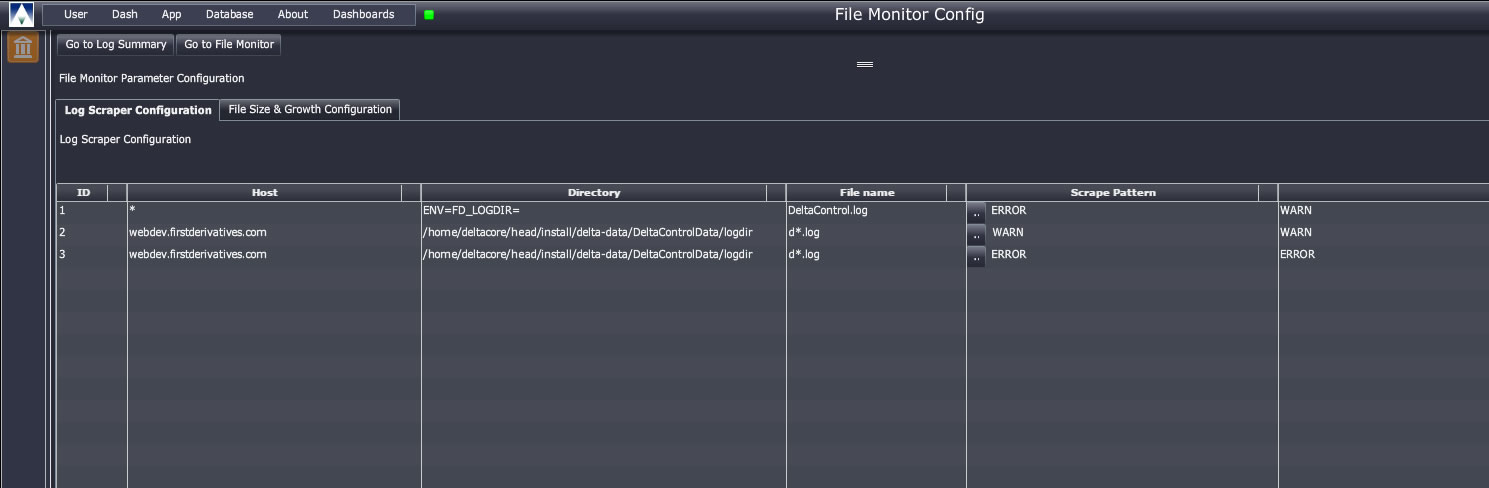 User Dash App Database About Dashboards File Monitor Config
Go to Log Summary Go to File Monitor
File Monitor Parameter Configuration
Log Scraper Configuration File Size & Growth Configuration
Log Scraper Configuration
ID Host Directory File name Scrape Pattern
1 * ENV=FD_LOGDIR= DeltaControl.log .. ERROR WARN
2 webdev.firstderivatives.com /home/deltacore/head/install/delta-data/DeltaControlData/logdir d*.log .. WARN WARN
3 webdev.firstderivatives.com /home/deltacore/head/install/delta-data/DeltaControlData/logdir d*.log .. ERROR ERROR